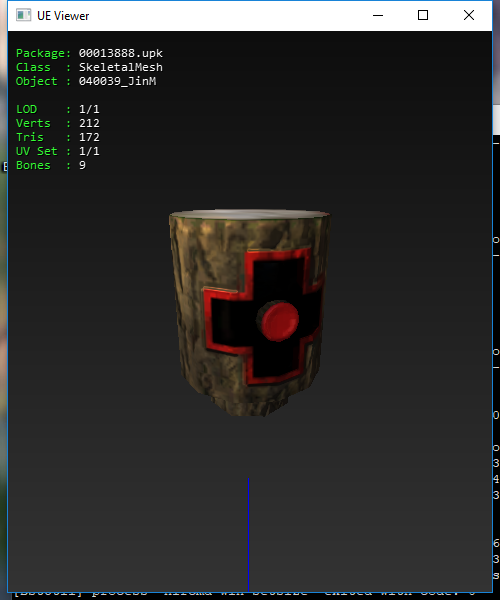 UE Viewer
Package: 00013888.upk
Class : SkeletalMesh
Object : 040039_JinM
LOD : 1/1
Verts : 212
Tris : 172
UV Set : 1/1
Bones : 9